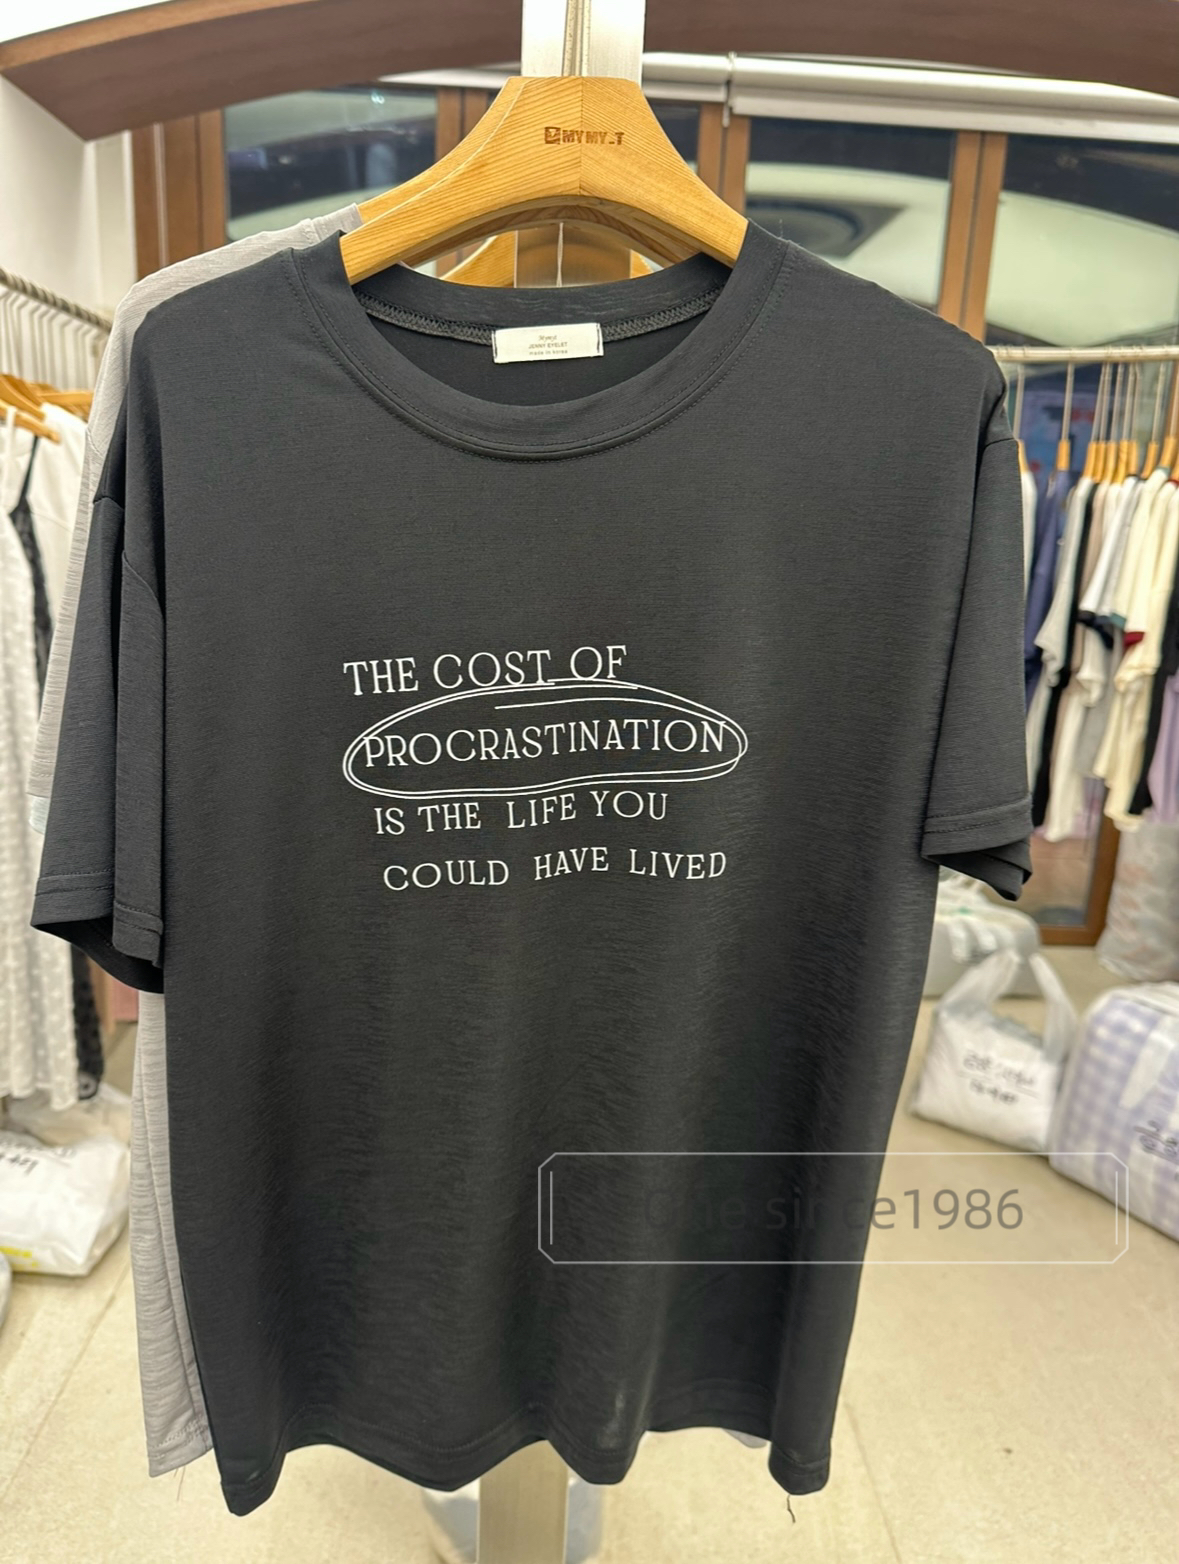 MYMY_T
JENNY EYELET
made in korea
THE COST OF
PROCRASTINATION
IS THE LIFE YOU
COULD HAVE LIVED
since1986